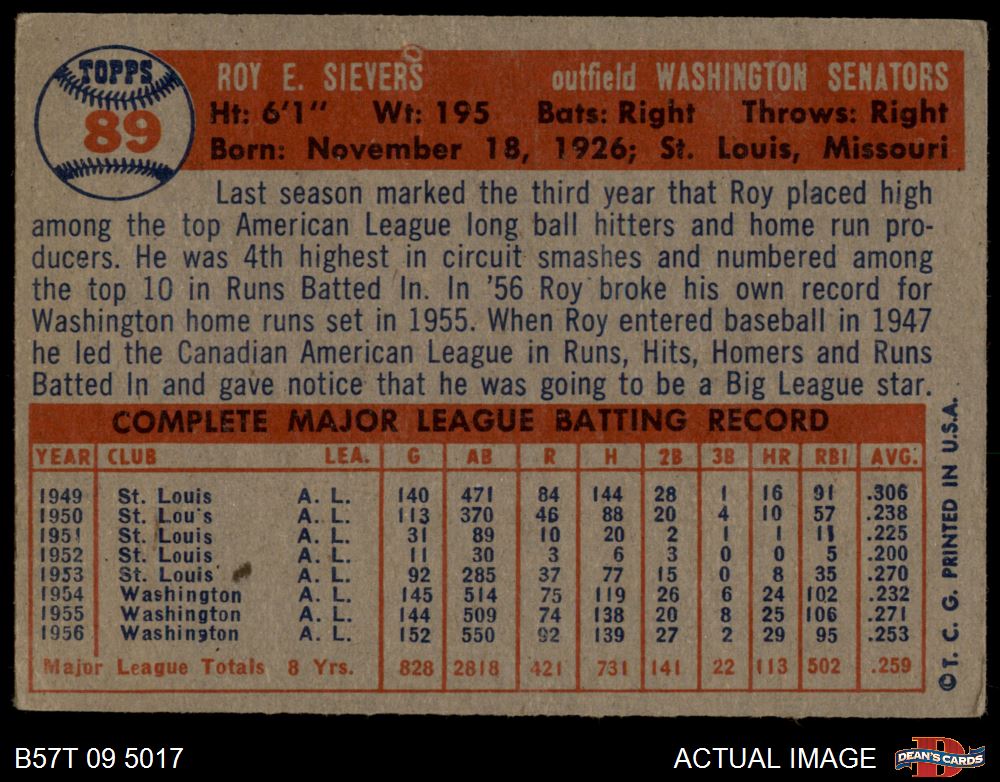 TOPPS
89
ROY E. SIEVERS outfield WASHINGTON SENATORS
Ht: 6'1" Wt: 195 Bats: Right Throws: Right
Born: November 18, 1926; St. Louis, Missouri
Last season marked the third year that Roy placed high
among the top American League long ball hitters and home run pro-
ducers. He was 4th highest in circuit smashes and numbered among
the top 10 in Runs Batted In. In '56 Roy broke his own record for
Washington home runs set in 1955. When Roy entered baseball in 1947
he led the Canadian American League in Runs, Hits, Homers and Runs
Batted In and gave notice that he was going to be a Big League star.
COMPLETE MAJOR LEAGUE BATTING RECORD
YEAR CLUB LEA. G AB R H 2B 3B HR RBI AVG.
1949 St. Louis A. L. 140 471 84 144 28 1 16 91 .306
1950 St. Lou's A. L. 113 370 46 88 20 4 10 57 .238
1951 St. Louis A. L. 31 89 10 20 2 1 1 11 .225
1952 St. Louis A. L. 11 30 3 6 3 0 0 5 .200
1953 St. Louis A. L. 92 285 37 77 15 0 8 35 .270
1954 Washington A. L. 145 514 75 119 26 6 24 102 .232
1955 Washington A. L. 144 509 74 138 20 8 25 106 .271
1956 Washington A. L. 152 550 92 139 27 2 29 95 .253
Major League Totals 8 Yrs. 828 2818 421 731 141 22 113 502 .259
©T. C. G. PRINTED IN U.S.A.
B57T 09 5017 ACTUAL IMAGE
D
DEAN'S CARDS